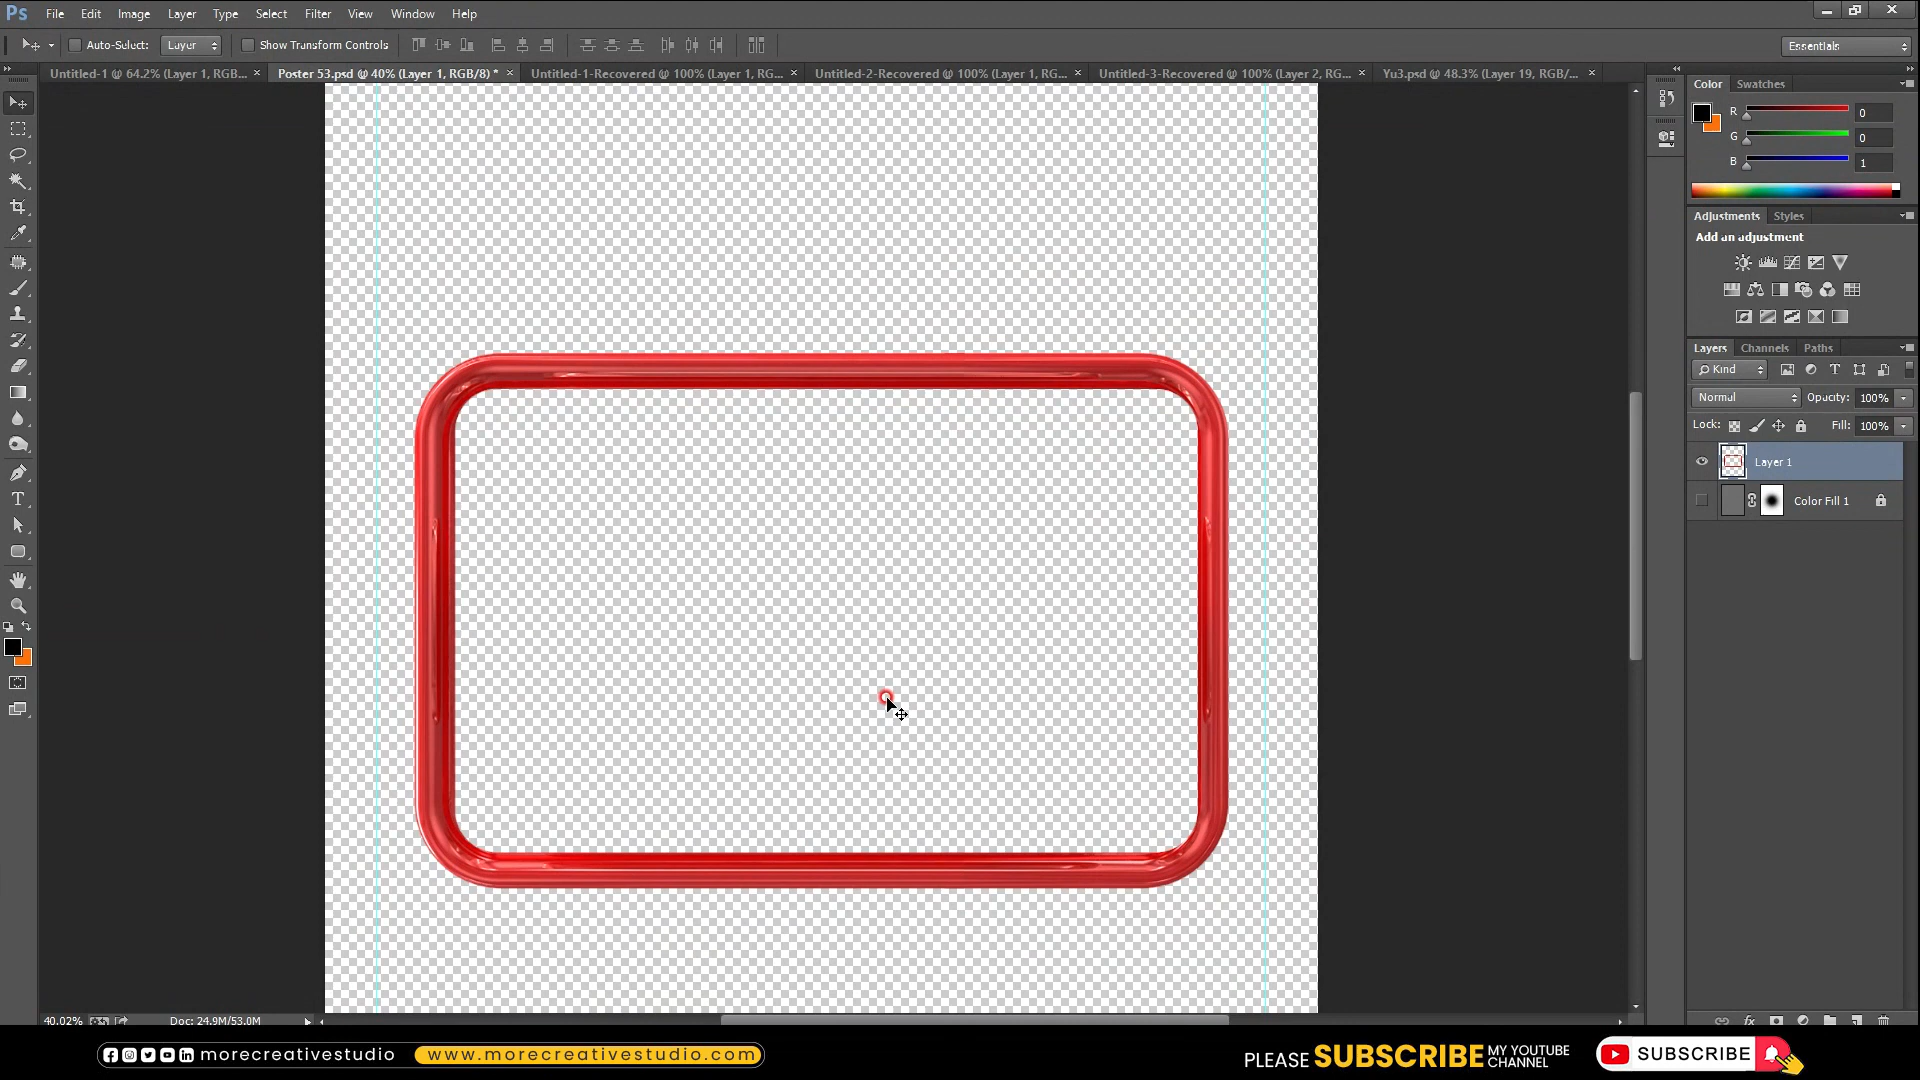 Ps File Edit Image Layer Type Select Filter View Window Help
Auto-Select: Layer Show Transform Controls Essentials
Untitled-1 @ 64.2% (Layer 1, RGB... × Poster 53.psd @ 40% (Layer 1, RGB/8) * × Untitled-1-Recovered @ 100% (Layer 1, RG... × Untitled-2-Recovered @ 100% (Layer 1, RG... × Untitled-3-Recovered @ 100% (Layer 2, RG... × Yu3.psd @ 48.3% (Layer 19, RGB/... ×
Color Swatches
R 0
G 0
B 1
Adjustments Styles
Add an adjustment
Layers Channels Paths
Kind
Normal Opacity: 100%
Lock: Fill: 100%
Layer 1
Color Fill 1
40.02% Doc: 24.9M/53.0M
morecreativestudio www.morecreativestudio.com
PLEASE SUBSCRIBE MY YOUTUBE CHANNEL SUBSCRIBE